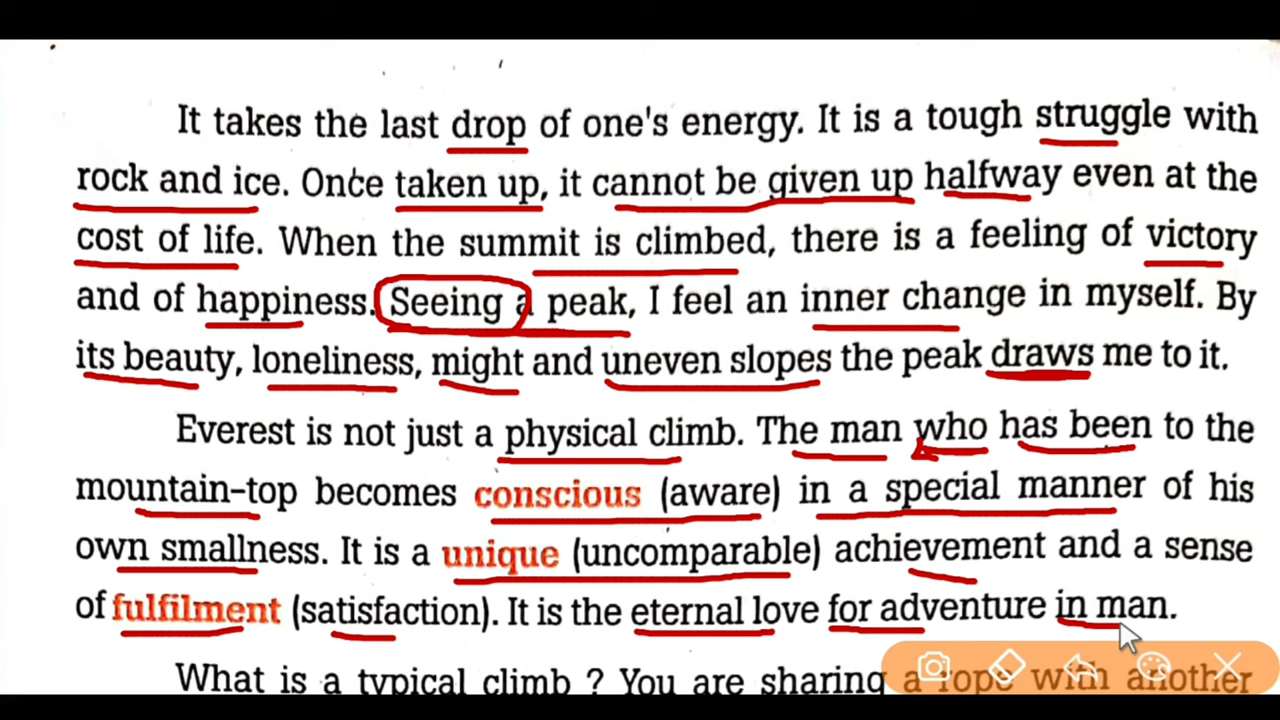 It takes the last drop of one's energy. It is a tough struggle with
rock and ice. Once taken up, it cannot be given up halfway even at the
cost of life. When the summit is climbed, there is a feeling of victory
and of happiness. Seeing a peak, I feel an inner change in myself. By
its beauty, loneliness, might and uneven slopes the peak draws me to it.
Everest is not just a physical climb. The man who has been to the
mountain-top becomes conscious (aware) in a special manner of his
own smallness. It is a unique (uncomparable) achievement and a sense
of fulfilment (satisfaction). It is the eternal love for adventure in man.
What is a typical climb ? You are sharing a rope with another